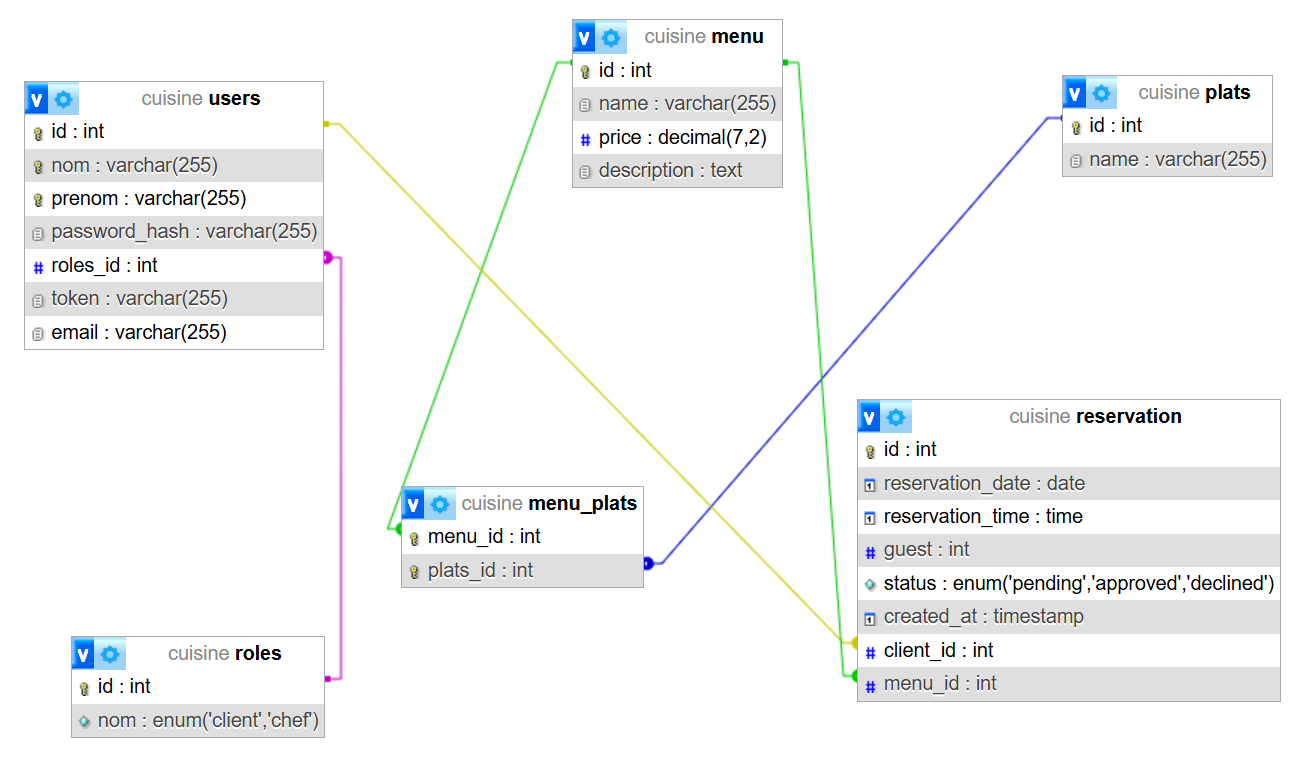 cuisine users
id : int
nom : varchar(255)
prenom : varchar(255)
password_hash : varchar(255)
roles_id : int
token : varchar(255)
email : varchar(255)
cuisine menu
id : int
name : varchar(255)
price : decimal(7,2)
description : text
cuisine plats
id : int
name : varchar(255)
cuisine menu_plats
menu_id : int
plats_id : int
cuisine reservation
id : int
reservation_date : date
reservation_time : time
guest : int
status : enum('pending','approved','declined')
created_at : timestamp
client_id : int
menu_id : int
cuisine roles
id : int
nom : enum('client','chef')